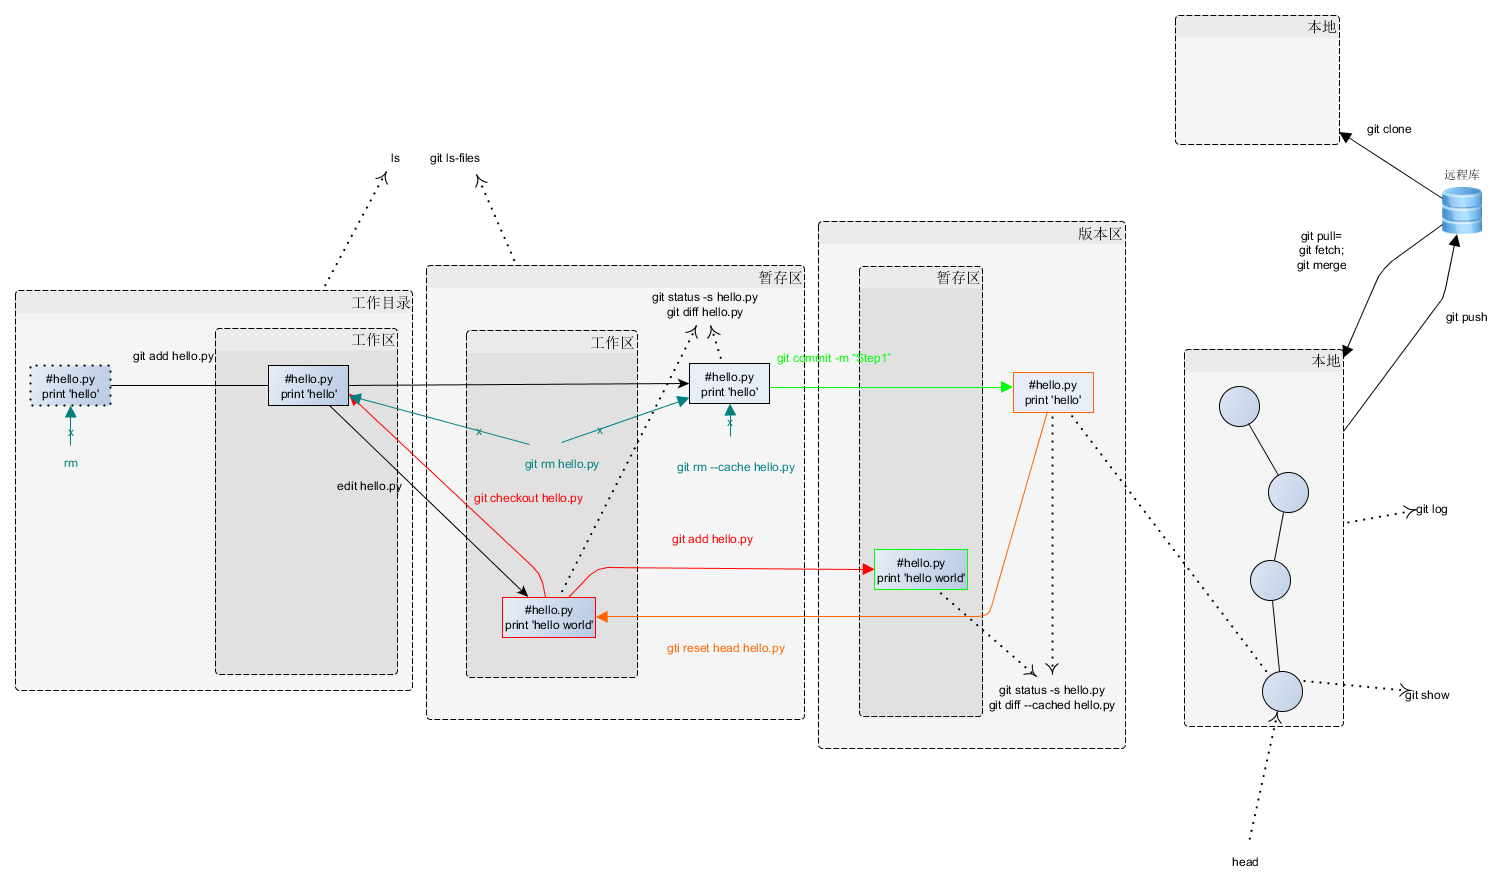 本地
git clone
远程库
ls
git ls-files
版本区
git pull=
git fetch;
git merge
暂存区
暂存区
工作目录
git status -s hello.py
git diff hello.py
git push
工作区
工作区
git add hello.py
git commit -m “Step1”
本地
#hello.py
print 'hello'
#hello.py
print 'hello'
#hello.py
print 'hello'
#hello.py
print 'hello'
x
x
x
x
rm
git rm hello.py
git rm --cache hello.py
edit hello.py
git checkout hello.py
git log
git add hello.py
#hello.py
print 'hello world'
#hello.py
print 'hello world'
gti reset head hello.py
git status -s hello.py
git diff --cached hello.py
git show
head